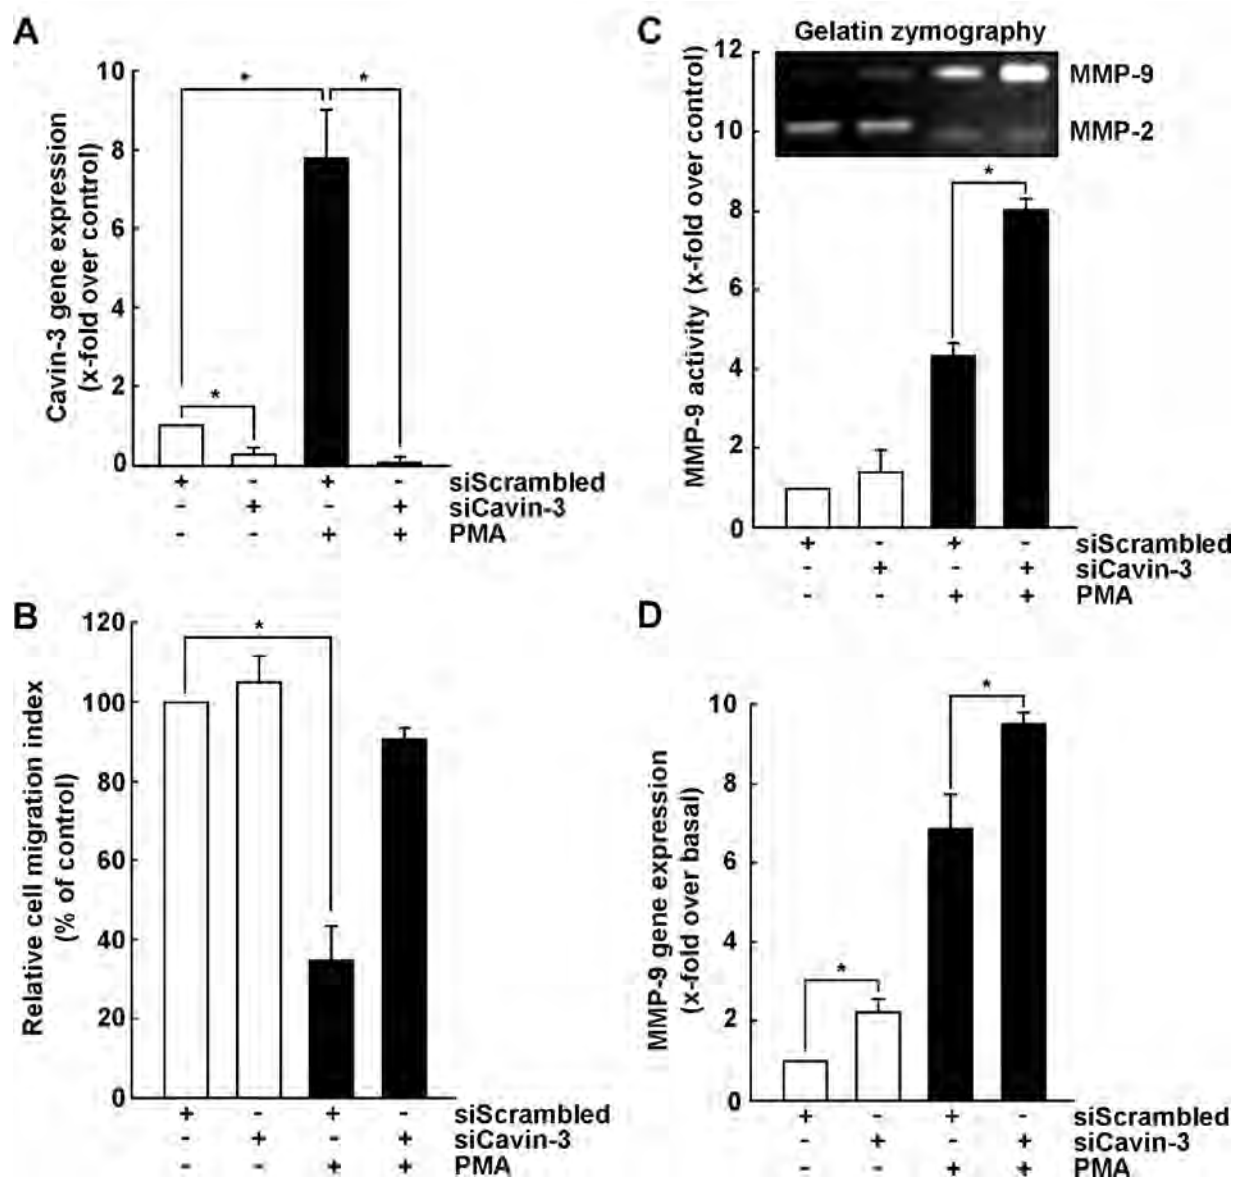 A
Cavin-3 gene expression
(x-fold over control)
10
8
6
4
2
0
*
*
*
+ - + - siScrambled
- + - + siCavin-3
- - + + PMA
B
Relative cell migration index
(% of control)
120
100
80
60
40
20
0
*
+ - + - siScrambled
- + - + siCavin-3
- - + + PMA
C
Gelatin zymography
MMP-9
MMP-2
MMP-9 activity (x-fold over control)
12
10
8
6
4
2
0
*
+ - + - siScrambled
- + - + siCavin-3
- - + + PMA
D
MMP-9 gene expression
(x-fold over basal)
10
8
6
4
2
0
*
*
+ - + - siScrambled
- + - + siCavin-3
- - + + PMA